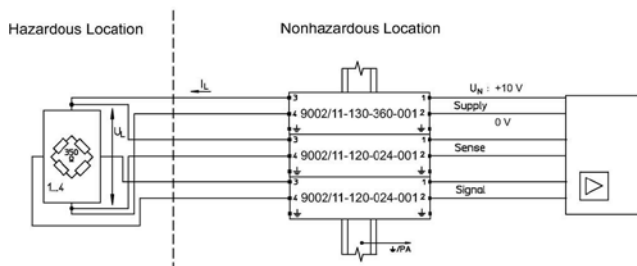 Hazardous Location
Nonhazardous Location
I_L
U_N : +10 V
3 1
Supply
4 9002/11-130-360-001 2
0 V
3 1
Sense
4 9002/11-120-024-001 2
U_L
350
Ω
1...4
3 1
Signal
4 9002/11-120-024-001 2
⏚/PA